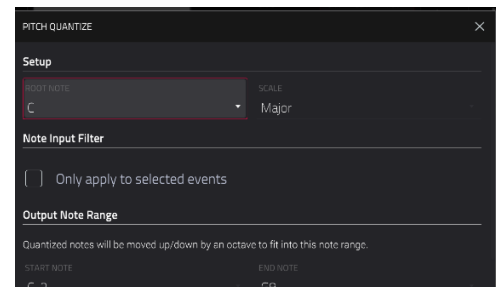 PITCH QUANTIZE ×
Setup
ROOT NOTE SCALE
C Major
Note Input Filter
Only apply to selected events
Output Note Range
Quantized notes will be moved up/down by an octave to fit into this note range.
START NOTE END NOTE